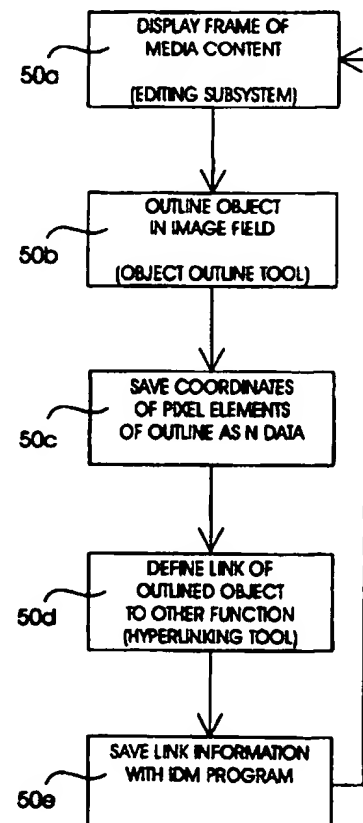 DISPLAY FRAME OF
MEDIA CONTENT
50a
(EDITING SUBSYSTEM)
OUTLINE OBJECT
IN IMAGE FIELD
50b
(OBJECT OUTLINE TOOL)
SAVE COORDINATES
OF PIXEL ELEMENTS
50c
OF OUTLINE AS N DATA
DEFINE LINK OF
OUTLINED OBJECT
50d
TO OTHER FUNCTION
(HYPERLINKING TOOL)
SAVE LINK INFORMATION
WITH IDM PROGRAM
50e